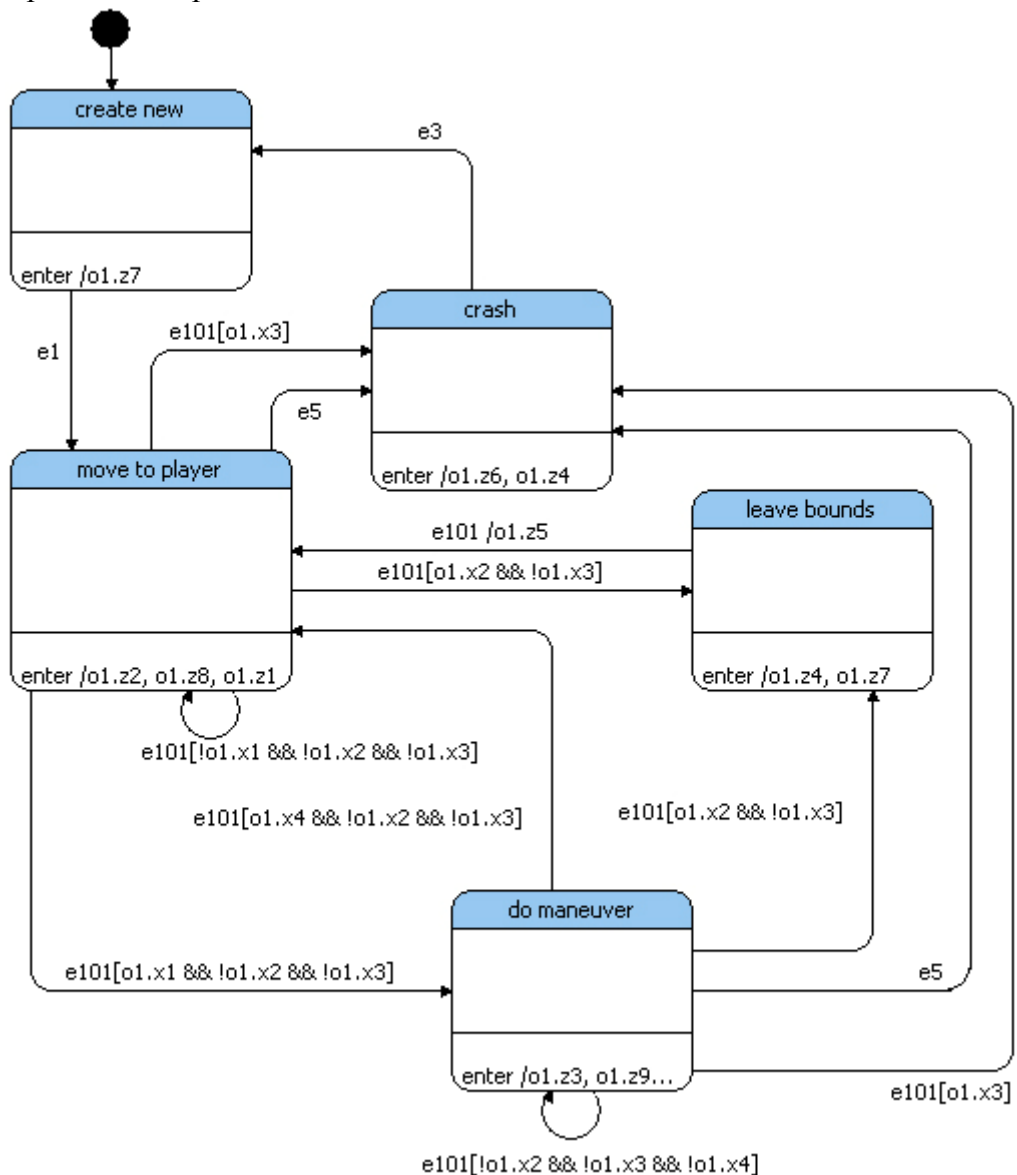 create new
e3
enter /o1.z7
crash
e101[o1.x3]
e1
e5
enter /o1.z6, o1.z4
move to player
leave bounds
e101 /o1.z5
e101[o1.x2 && !o1.x3]
enter /o1.z2, o1.z8, o1.z1
enter /o1.z4, o1.z7
e101[!o1.x1 && !o1.x2 && !o1.x3]
e101[o1.x4 && !o1.x2 && !o1.x3]
e101[o1.x2 && !o1.x3]
do maneuver
e101[o1.x1 && !o1.x2 && !o1.x3]
e5
enter /o1.z3, o1.z9...
e101[o1.x3]
e101[!o1.x2 && !o1.x3 && !o1.x4]